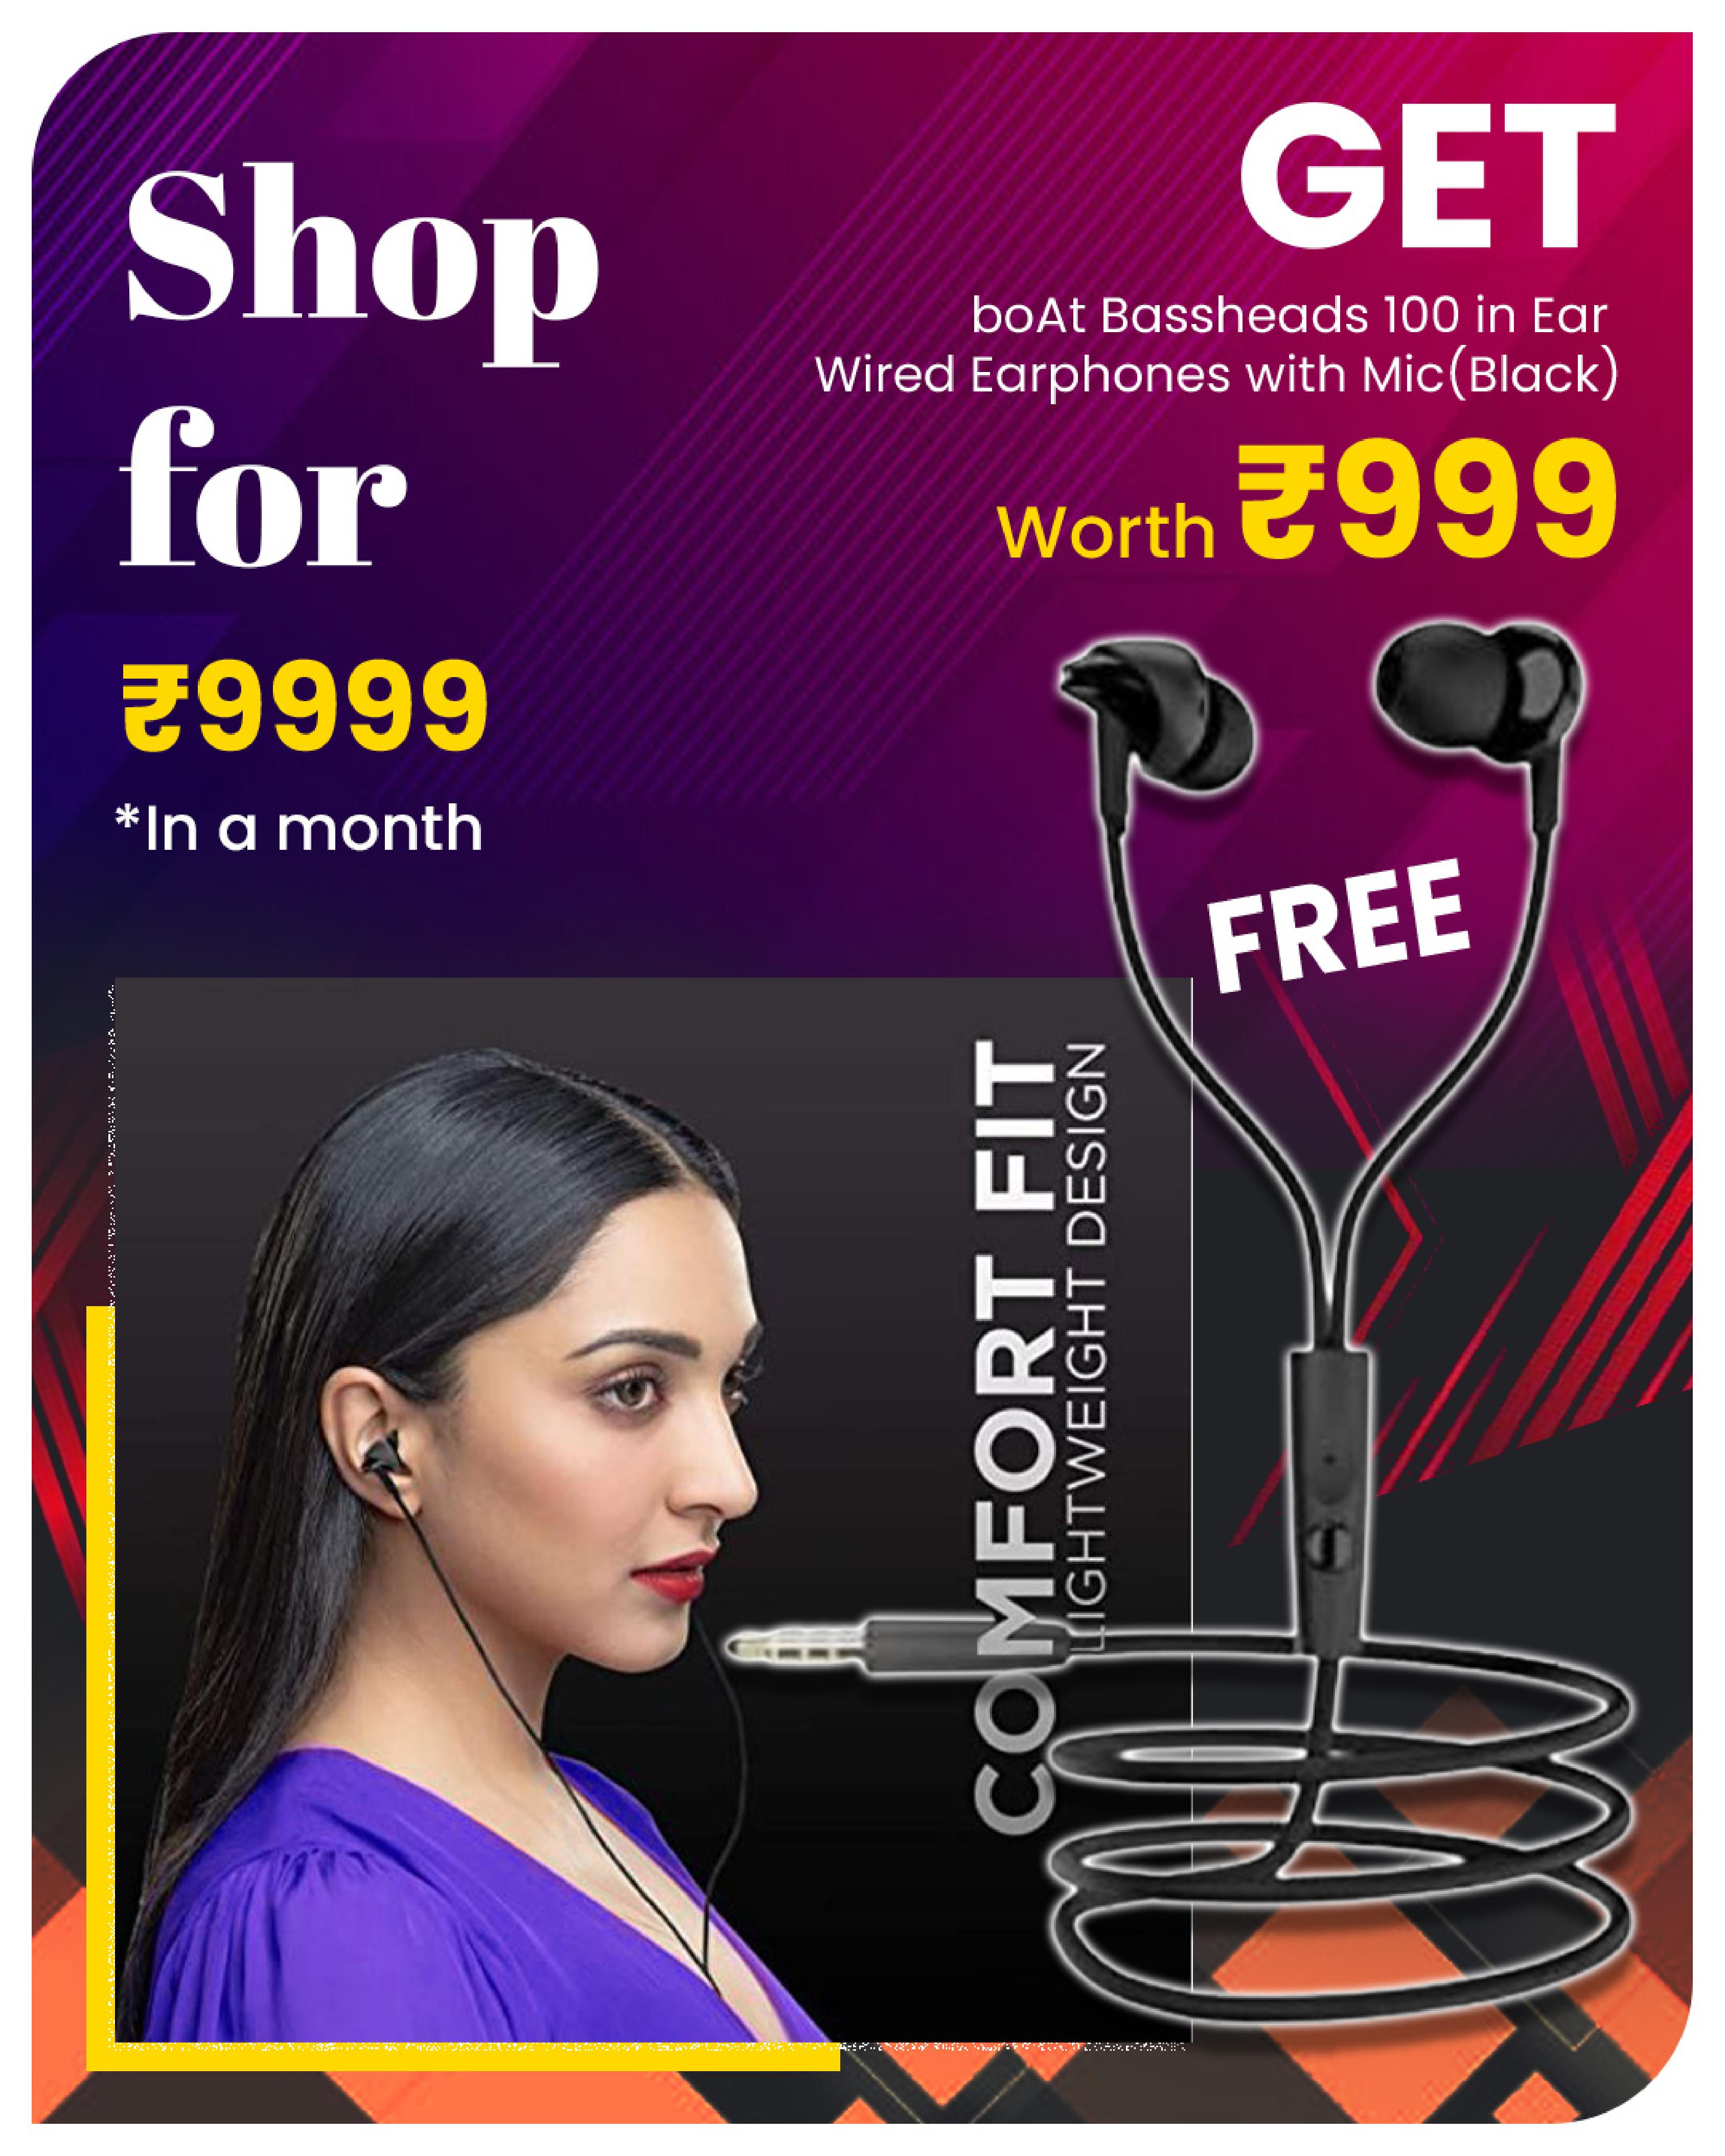 Shop
for
₹9999
*In a month
GET
boAt Bassheads 100 in Ear
Wired Earphones with Mic(Black)
Worth ₹999
FREE
COMFORT FIT
LIGHTWEIGHT DESIGN